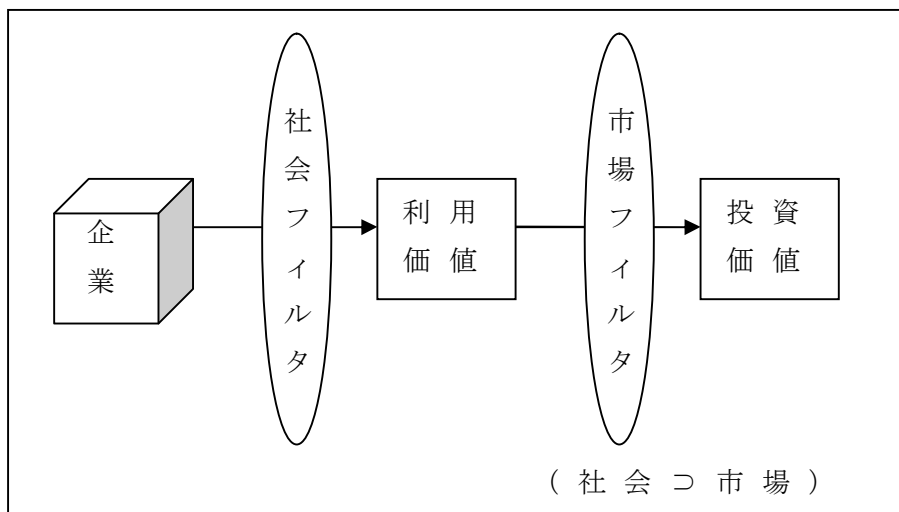 企業
社会フィルタ
利用
価値
市場フィルタ
投資
価値
(社会⊃市場)